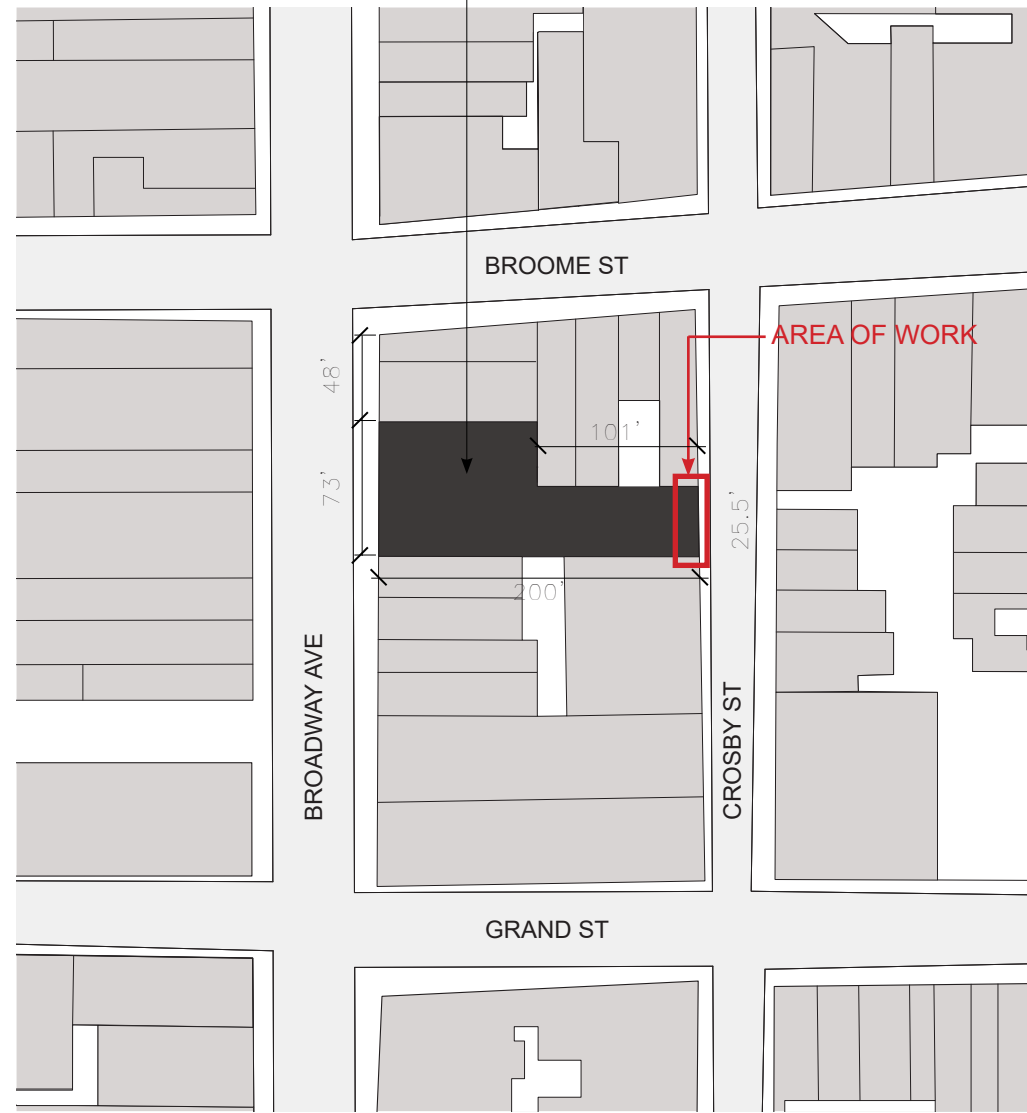 BROOME ST
AREA OF WORK
48'
101'
73'
25.5'
200'
BROADWAY AVE
CROSBY ST
GRAND ST